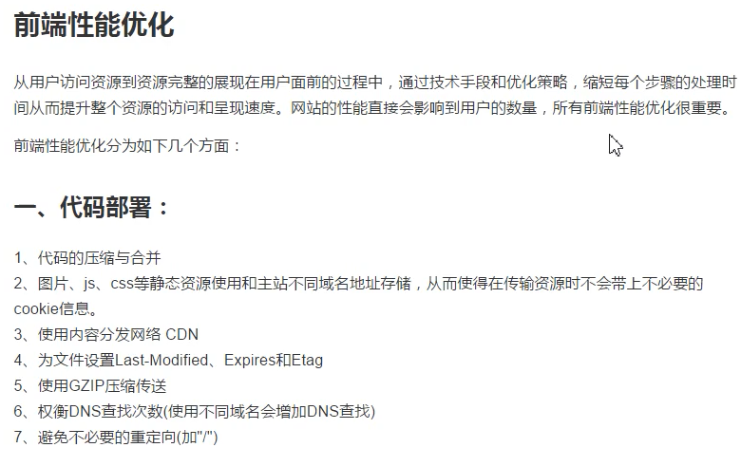 前端性能优化
从用户访问资源到资源完整的展现在用户面前的过程中，通过技术手段和优化策略，缩短每个步骤的处理时
间从而提升整个资源的访问和呈现速度。网站的性能直接会影响到用户的数量，所有前端性能优化很重要。
前端性能优化分为如下几个方面：
一、代码部署：
1、代码的压缩与合并
2、图片、js、css等静态资源使用和主站不同域名地址存储，从而使得在传输资源时不会带上不必要的
cookie信息。
3、使用内容分发网络 CDN
4、为文件设置Last-Modified、Expires和Etag
5、使用GZIP压缩传送
6、权衡DNS查找次数(使用不同域名会增加DNS查找)
7、避免不必要的重定向(加"/")